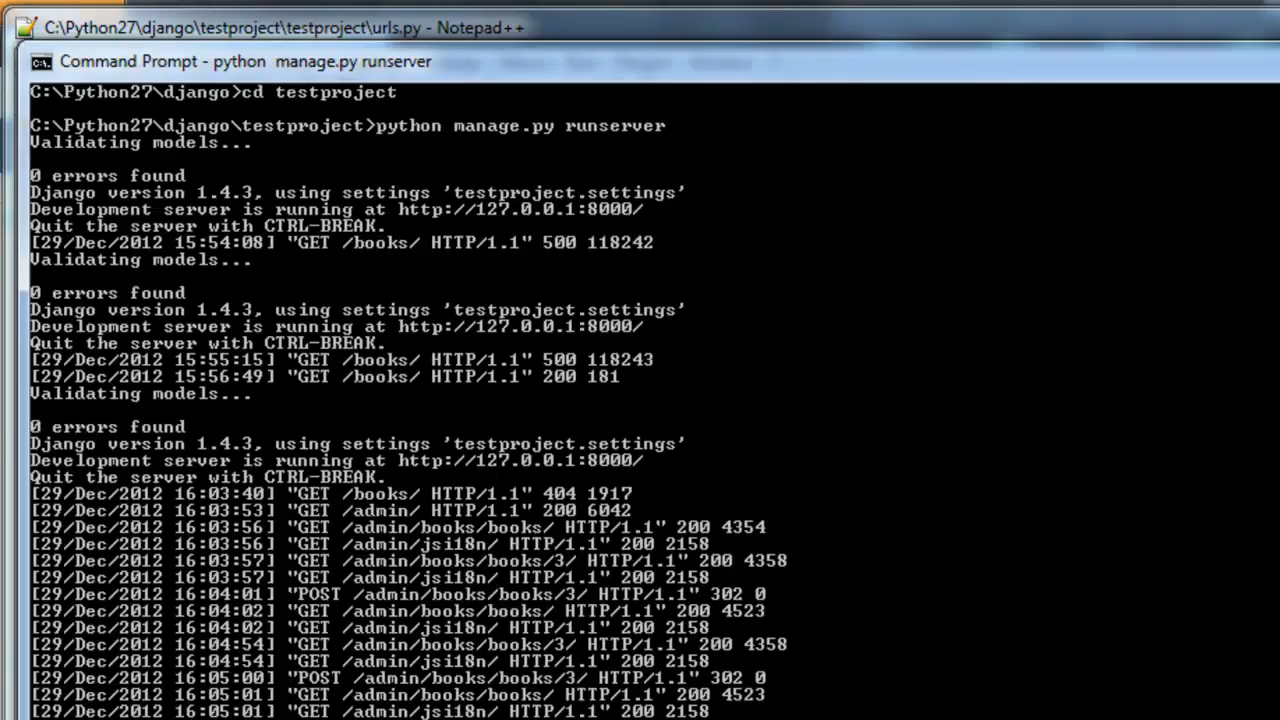 C:\Python27\django\testproject\testproject\urls.py - Notepad++
Command Prompt - python  manage.py runserver
C:\Python27\django>cd testproject
C:\Python27\django\testproject>python manage.py runserver
Validating models...
0 errors found
Django version 1.4.3, using settings 'testproject.settings'
Development server is running at http://127.0.0.1:8000/
Quit the server with CTRL-BREAK.
[29/Dec/2012 15:54:08] "GET /books/ HTTP/1.1" 500 118242
Validating models...
0 errors found
Django version 1.4.3, using settings 'testproject.settings'
Development server is running at http://127.0.0.1:8000/
Quit the server with CTRL-BREAK.
[29/Dec/2012 15:55:15] "GET /books/ HTTP/1.1" 500 118243
[29/Dec/2012 15:56:49] "GET /books/ HTTP/1.1" 200 181
Validating models...
0 errors found
Django version 1.4.3, using settings 'testproject.settings'
Development server is running at http://127.0.0.1:8000/
Quit the server with CTRL-BREAK.
[29/Dec/2012 16:03:40] "GET /books/ HTTP/1.1" 404 1917
[29/Dec/2012 16:03:53] "GET /admin/ HTTP/1.1" 200 6042
[29/Dec/2012 16:03:56] "GET /admin/books/books/ HTTP/1.1" 200 4354
[29/Dec/2012 16:03:56] "GET /admin/jsi18n/ HTTP/1.1" 200 2158
[29/Dec/2012 16:03:57] "GET /admin/books/books/3/ HTTP/1.1" 200 4358
[29/Dec/2012 16:03:57] "GET /admin/jsi18n/ HTTP/1.1" 200 2158
[29/Dec/2012 16:04:01] "POST /admin/books/books/3/ HTTP/1.1" 302 0
[29/Dec/2012 16:04:02] "GET /admin/books/books/ HTTP/1.1" 200 4523
[29/Dec/2012 16:04:02] "GET /admin/jsi18n/ HTTP/1.1" 200 2158
[29/Dec/2012 16:04:54] "GET /admin/books/books/3/ HTTP/1.1" 200 4358
[29/Dec/2012 16:04:54] "GET /admin/jsi18n/ HTTP/1.1" 200 2158
[29/Dec/2012 16:05:00] "POST /admin/books/books/3/ HTTP/1.1" 302 0
[29/Dec/2012 16:05:01] "GET /admin/books/books/ HTTP/1.1" 200 4523
[29/Dec/2012 16:05:01] "GET /admin/jsi18n/ HTTP/1.1" 200 2158